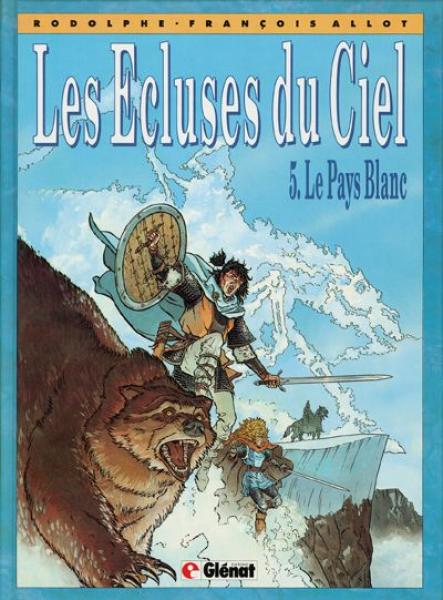 RODOLPHE · FRANÇOIS ALLOT
Les Ecluses du Ciel
5. Le Pays Blanc
Glénat